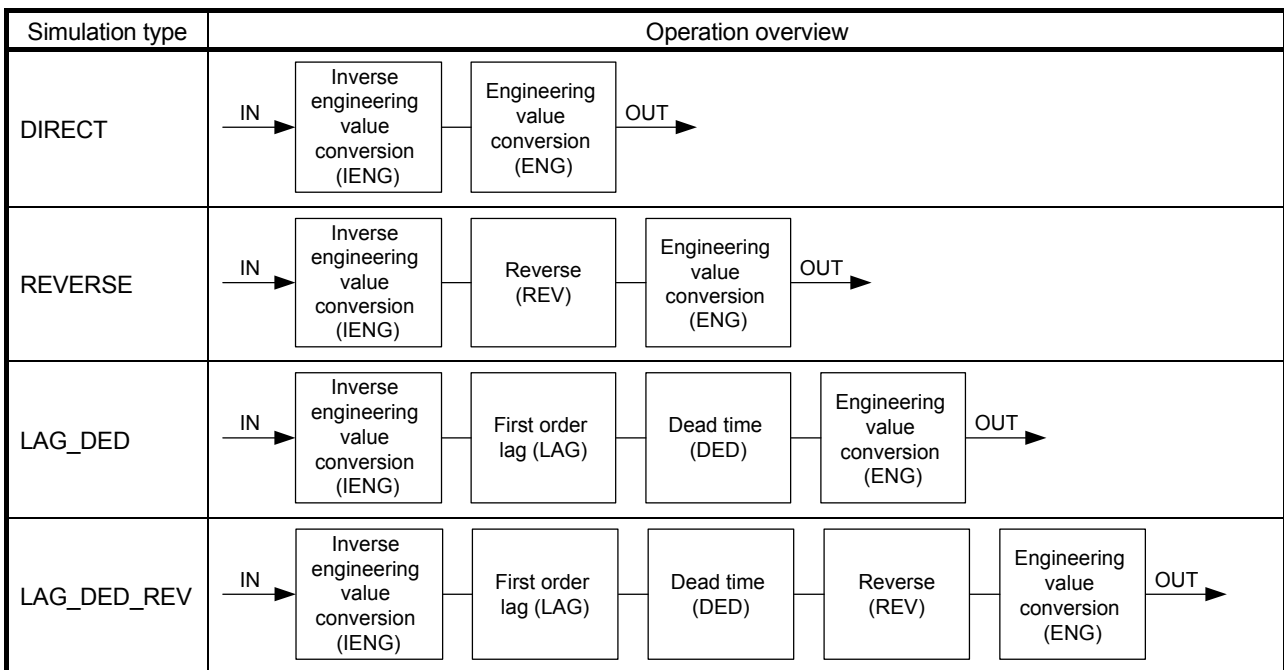 Simulation type
Operation overview
DIRECT
IN
Inverse
engineering
value
conversion
(IENG)
Engineering
value
conversion
(ENG)
OUT
REVERSE
IN
Inverse
engineering
value
conversion
(IENG)
Reverse
(REV)
Engineering
value
conversion
(ENG)
OUT
LAG_DED
IN
Inverse
engineering
value
conversion
(IENG)
First order
lag (LAG)
Dead time
(DED)
Engineering
value
conversion
(ENG)
OUT
LAG_DED_REV
IN
Inverse
engineering
value
conversion
(IENG)
First order
lag (LAG)
Dead time
(DED)
Reverse
(REV)
Engineering
value
conversion
(ENG)
OUT